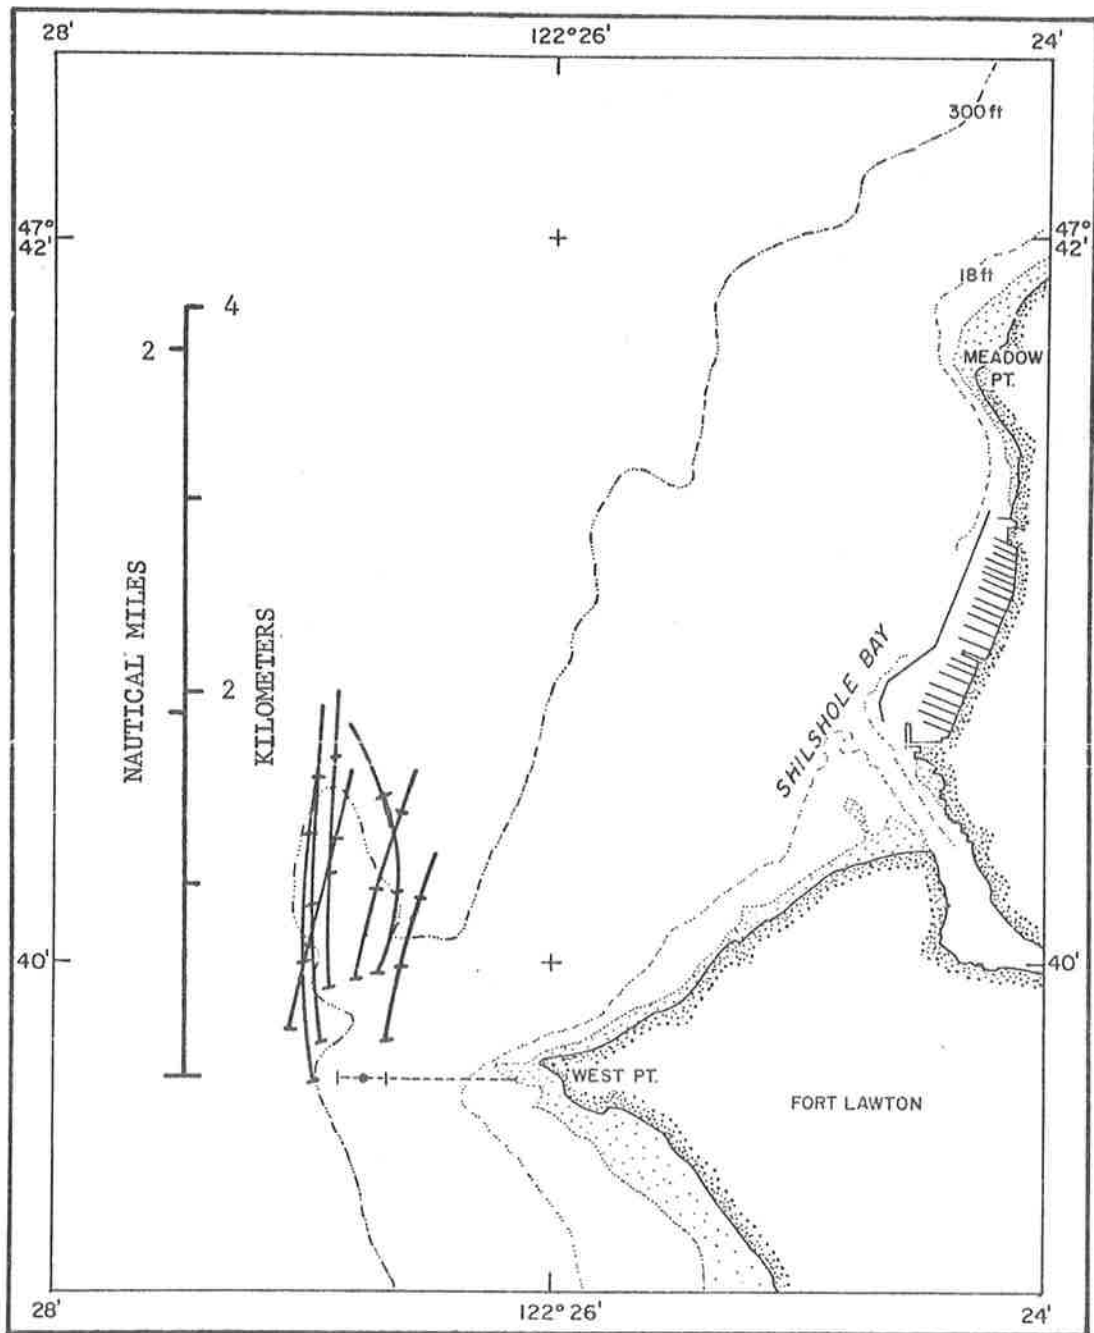 28'
122°26'
24'
300 ft
47°
42'
47°
42'
18 ft
4
2
MEADOW
PT.
NAUTICAL MILES
KILOMETERS
2
SHILSHOLE BAY
40'
40'
WEST PT.
FORT LAWTON
28'
122°26'
24'